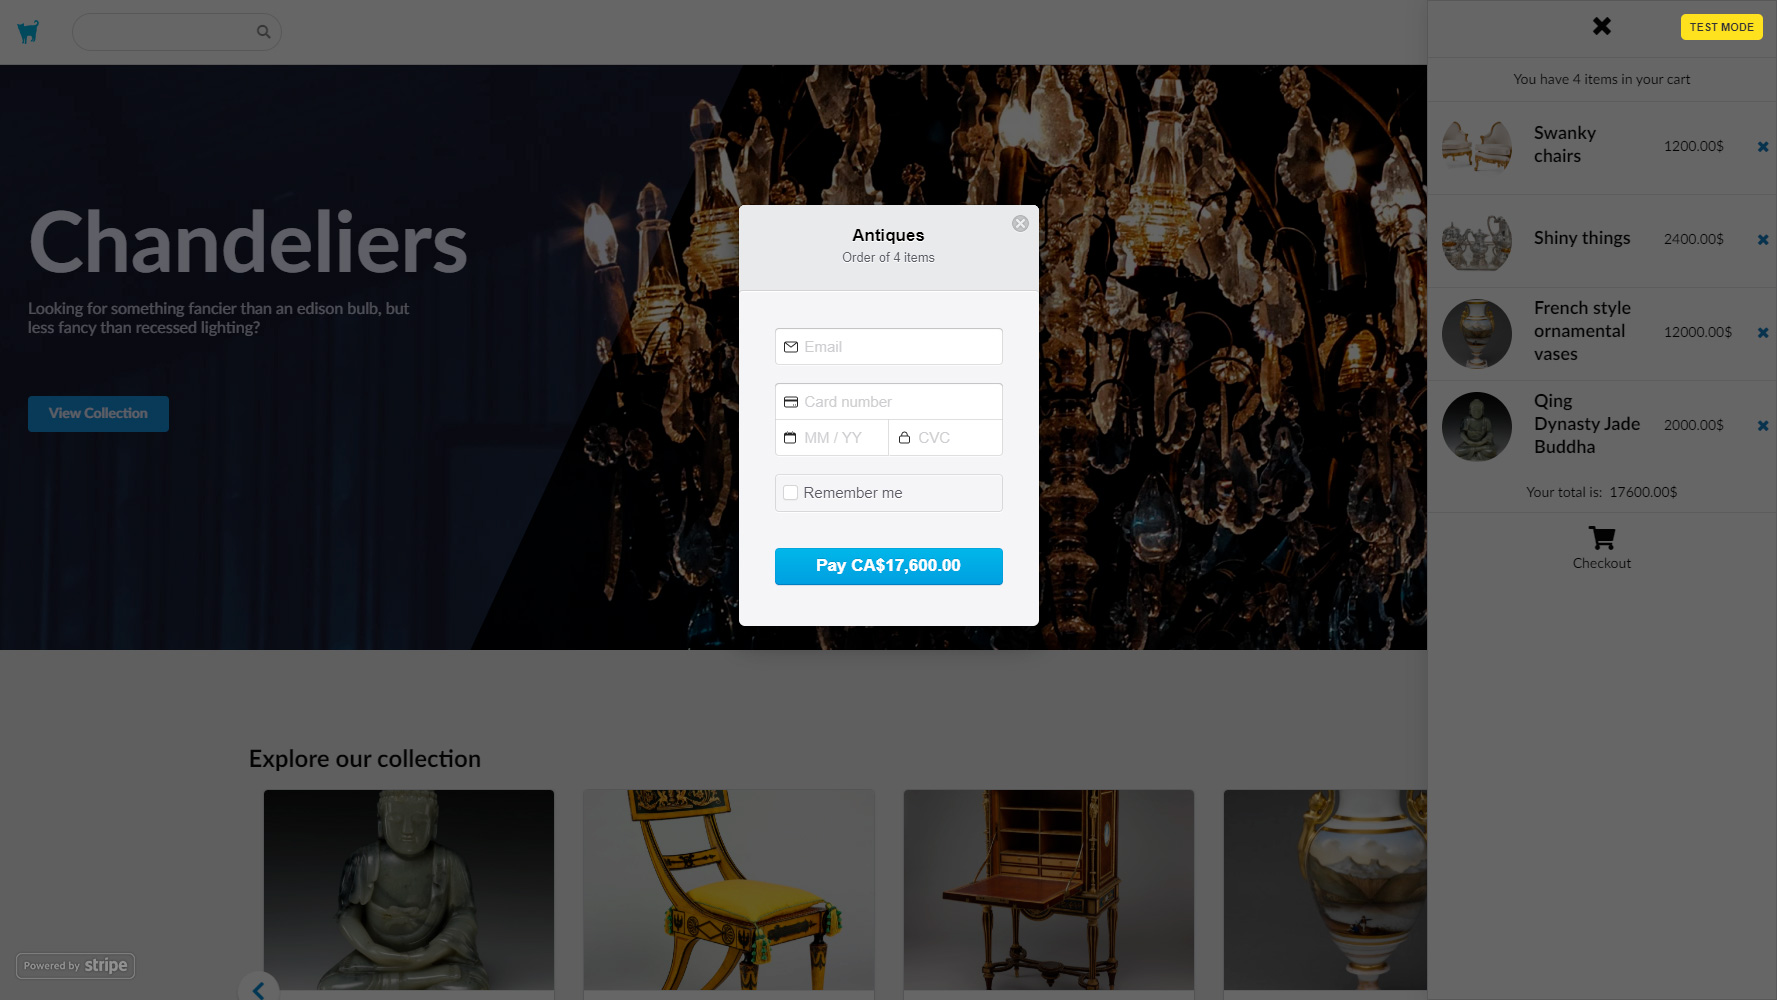 TEST MODE
You have 4 items in your cart
Swanky
chairs
1200.00$
Shiny things
2400.00$
French style
ornamental
vases
12000.00$
Qing
Dynasty Jade
Buddha
2000.00$
Your total is: 17600.00$
Checkout
Chandeliers
Looking for something fancier than an edison bulb, but
less fancy than recessed lighting?
View Collection
Antiques
Order of 4 items
Email
Card number
MM / YY
CVC
Remember me
Pay CA$17,600.00
Explore our collection
Powered by stripe